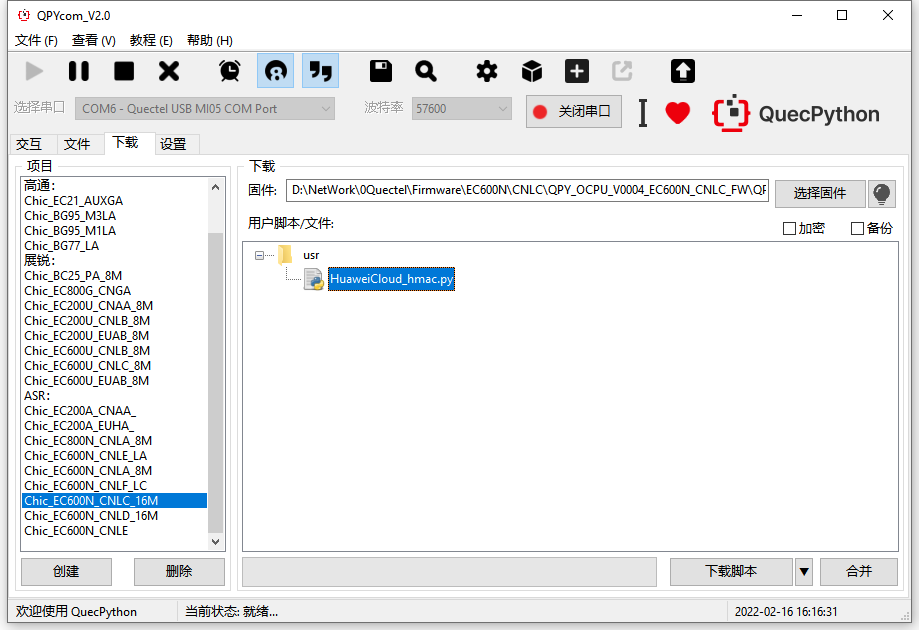 QPYcom_V2.0
文件 (F) 查看 (V) 教程 (E) 帮助 (H)
选择串口 COM6 - Quectel USB MI05 COM Port 波特率 57600 关闭串口 QuecPython
交互 文件 下载 设置
项目
高通:
Chic_EC21_AUXGA
Chic_BG95_M3LA
Chic_BG95_M1LA
Chic_BG77_LA
展锐:
Chic_BC25_PA_8M
Chic_EC800G_CNGA
Chic_EC200U_CNAA_8M
Chic_EC200U_CNLB_8M
Chic_EC200U_EUAB_8M
Chic_EC600U_CNLB_8M
Chic_EC600U_CNLC_8M
Chic_EC600U_EUAB_8M
ASR:
Chic_EC200A_CNAA_
Chic_EC200A_EUHA_
Chic_EC800N_CNLA_8M
Chic_EC600N_CNLE_LA
Chic_EC600N_CNLA_8M
Chic_EC600N_CNLF_LC
Chic_EC600N_CNLC_16M
Chic_EC600N_CNLD_16M
Chic_EC600N_CNLE
创建 删除
下载
固件: D:\NetWork\0Quectel\Firmware\EC600N\CNLC\QPY_OCPU_V0004_EC600N_CNLC_FW\QF 选择固件
用户脚本/文件: 加密 备份
usr
HuaweiCloud_hmac.py
下载脚本 合并
欢迎使用 QuecPython 当前状态: 就绪... 2022-02-16 16:16:31